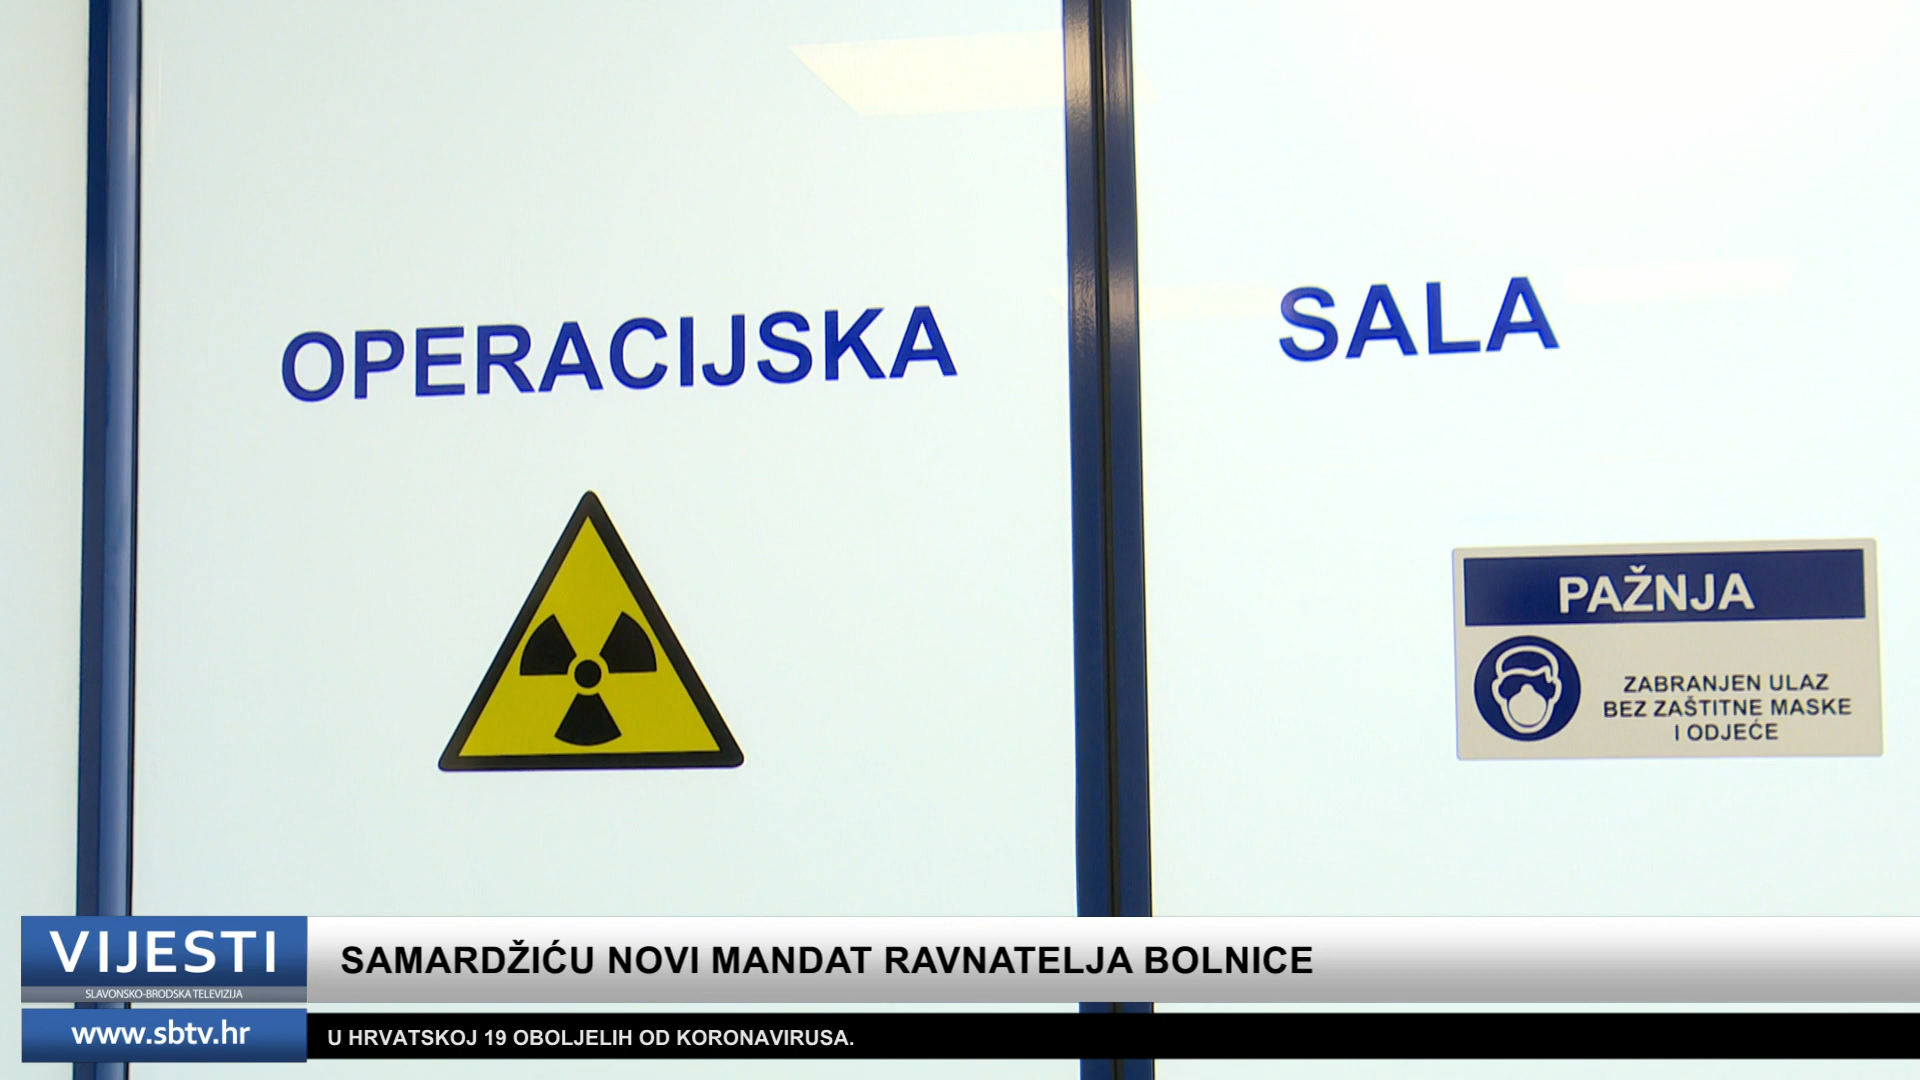 OPERACIJSKA SALA
PAŽNJA
ZABRANJEN ULAZ
BEZ ZAŠTITNE MASKE
I ODJEĆE
VIJESTI
SLAVONSKO-BRODSKA TELEVIZIJA
SAMARDŽIĆU NOVI MANDAT RAVNATELJA BOLNICE
www.sbtv.hr
U HRVATSKOJ 19 OBOLJELIH OD KORONAVIRUSA.